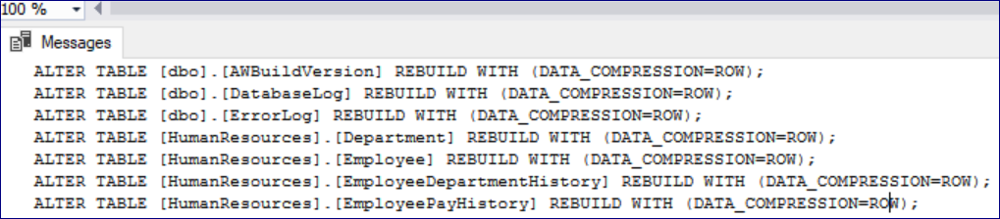 100 %
Messages
ALTER TABLE [dbo].[AWBuildVersion] REBUILD WITH (DATA_COMPRESSION=ROW);
ALTER TABLE [dbo].[DatabaseLog] REBUILD WITH (DATA_COMPRESSION=ROW);
ALTER TABLE [dbo].[ErrorLog] REBUILD WITH (DATA_COMPRESSION=ROW);
ALTER TABLE [HumanResources].[Department] REBUILD WITH (DATA_COMPRESSION=ROW);
ALTER TABLE [HumanResources].[Employee] REBUILD WITH (DATA_COMPRESSION=ROW);
ALTER TABLE [HumanResources].[EmployeeDepartmentHistory] REBUILD WITH (DATA_COMPRESSION=ROW);
ALTER TABLE [HumanResources].[EmployeePayHistory] REBUILD WITH (DATA_COMPRESSION=ROW);